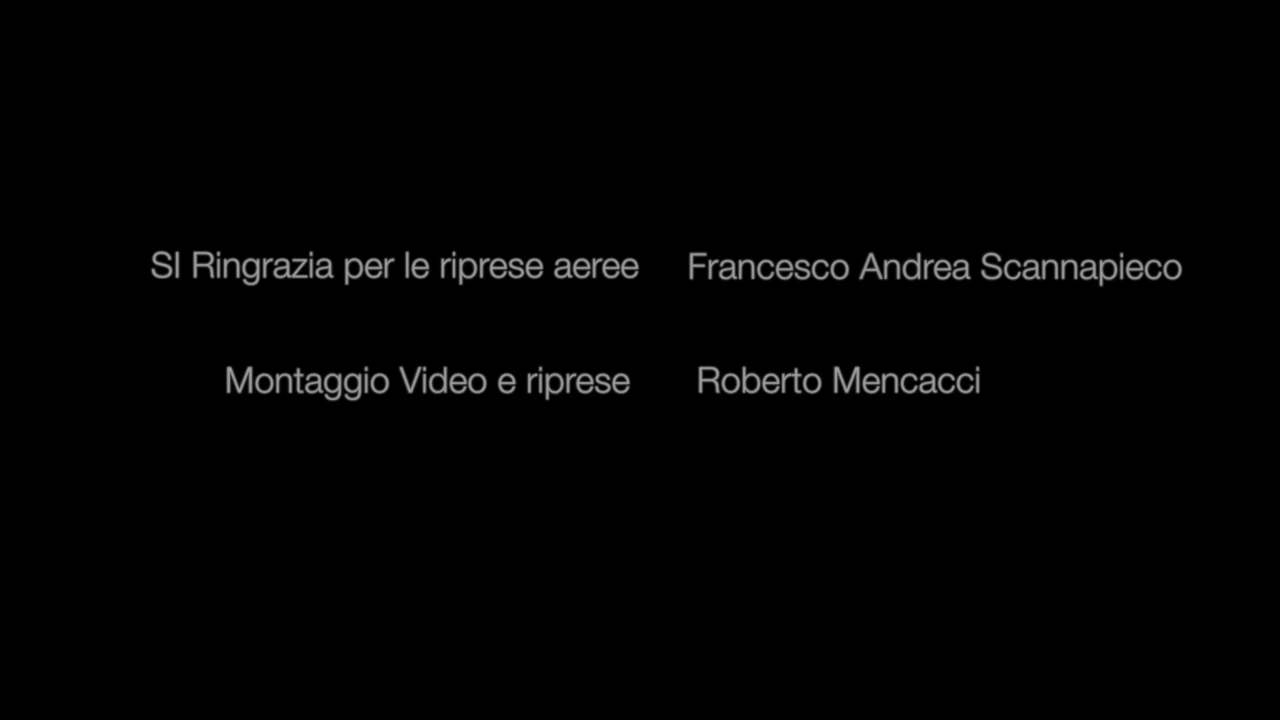 SI Ringrazia per le riprese aeree Francesco Andrea Scannapieco
Montaggio Video e riprese Roberto Mencacci